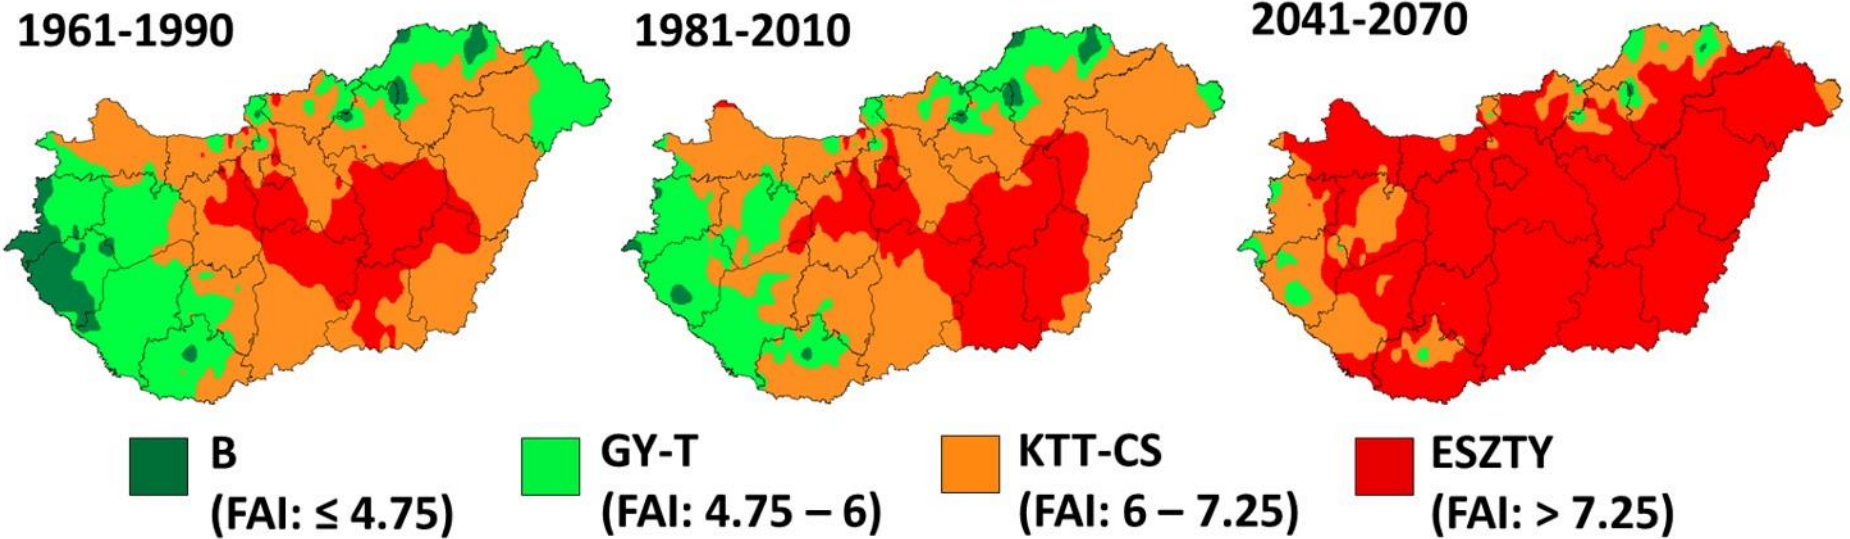 1961-1990
1981-2010
2041-2070
B
(FAI: ≤ 4.75)
GY-T
(FAI: 4.75 – 6)
KTT-CS
(FAI: 6 – 7.25)
ESZTY
(FAI: > 7.25)